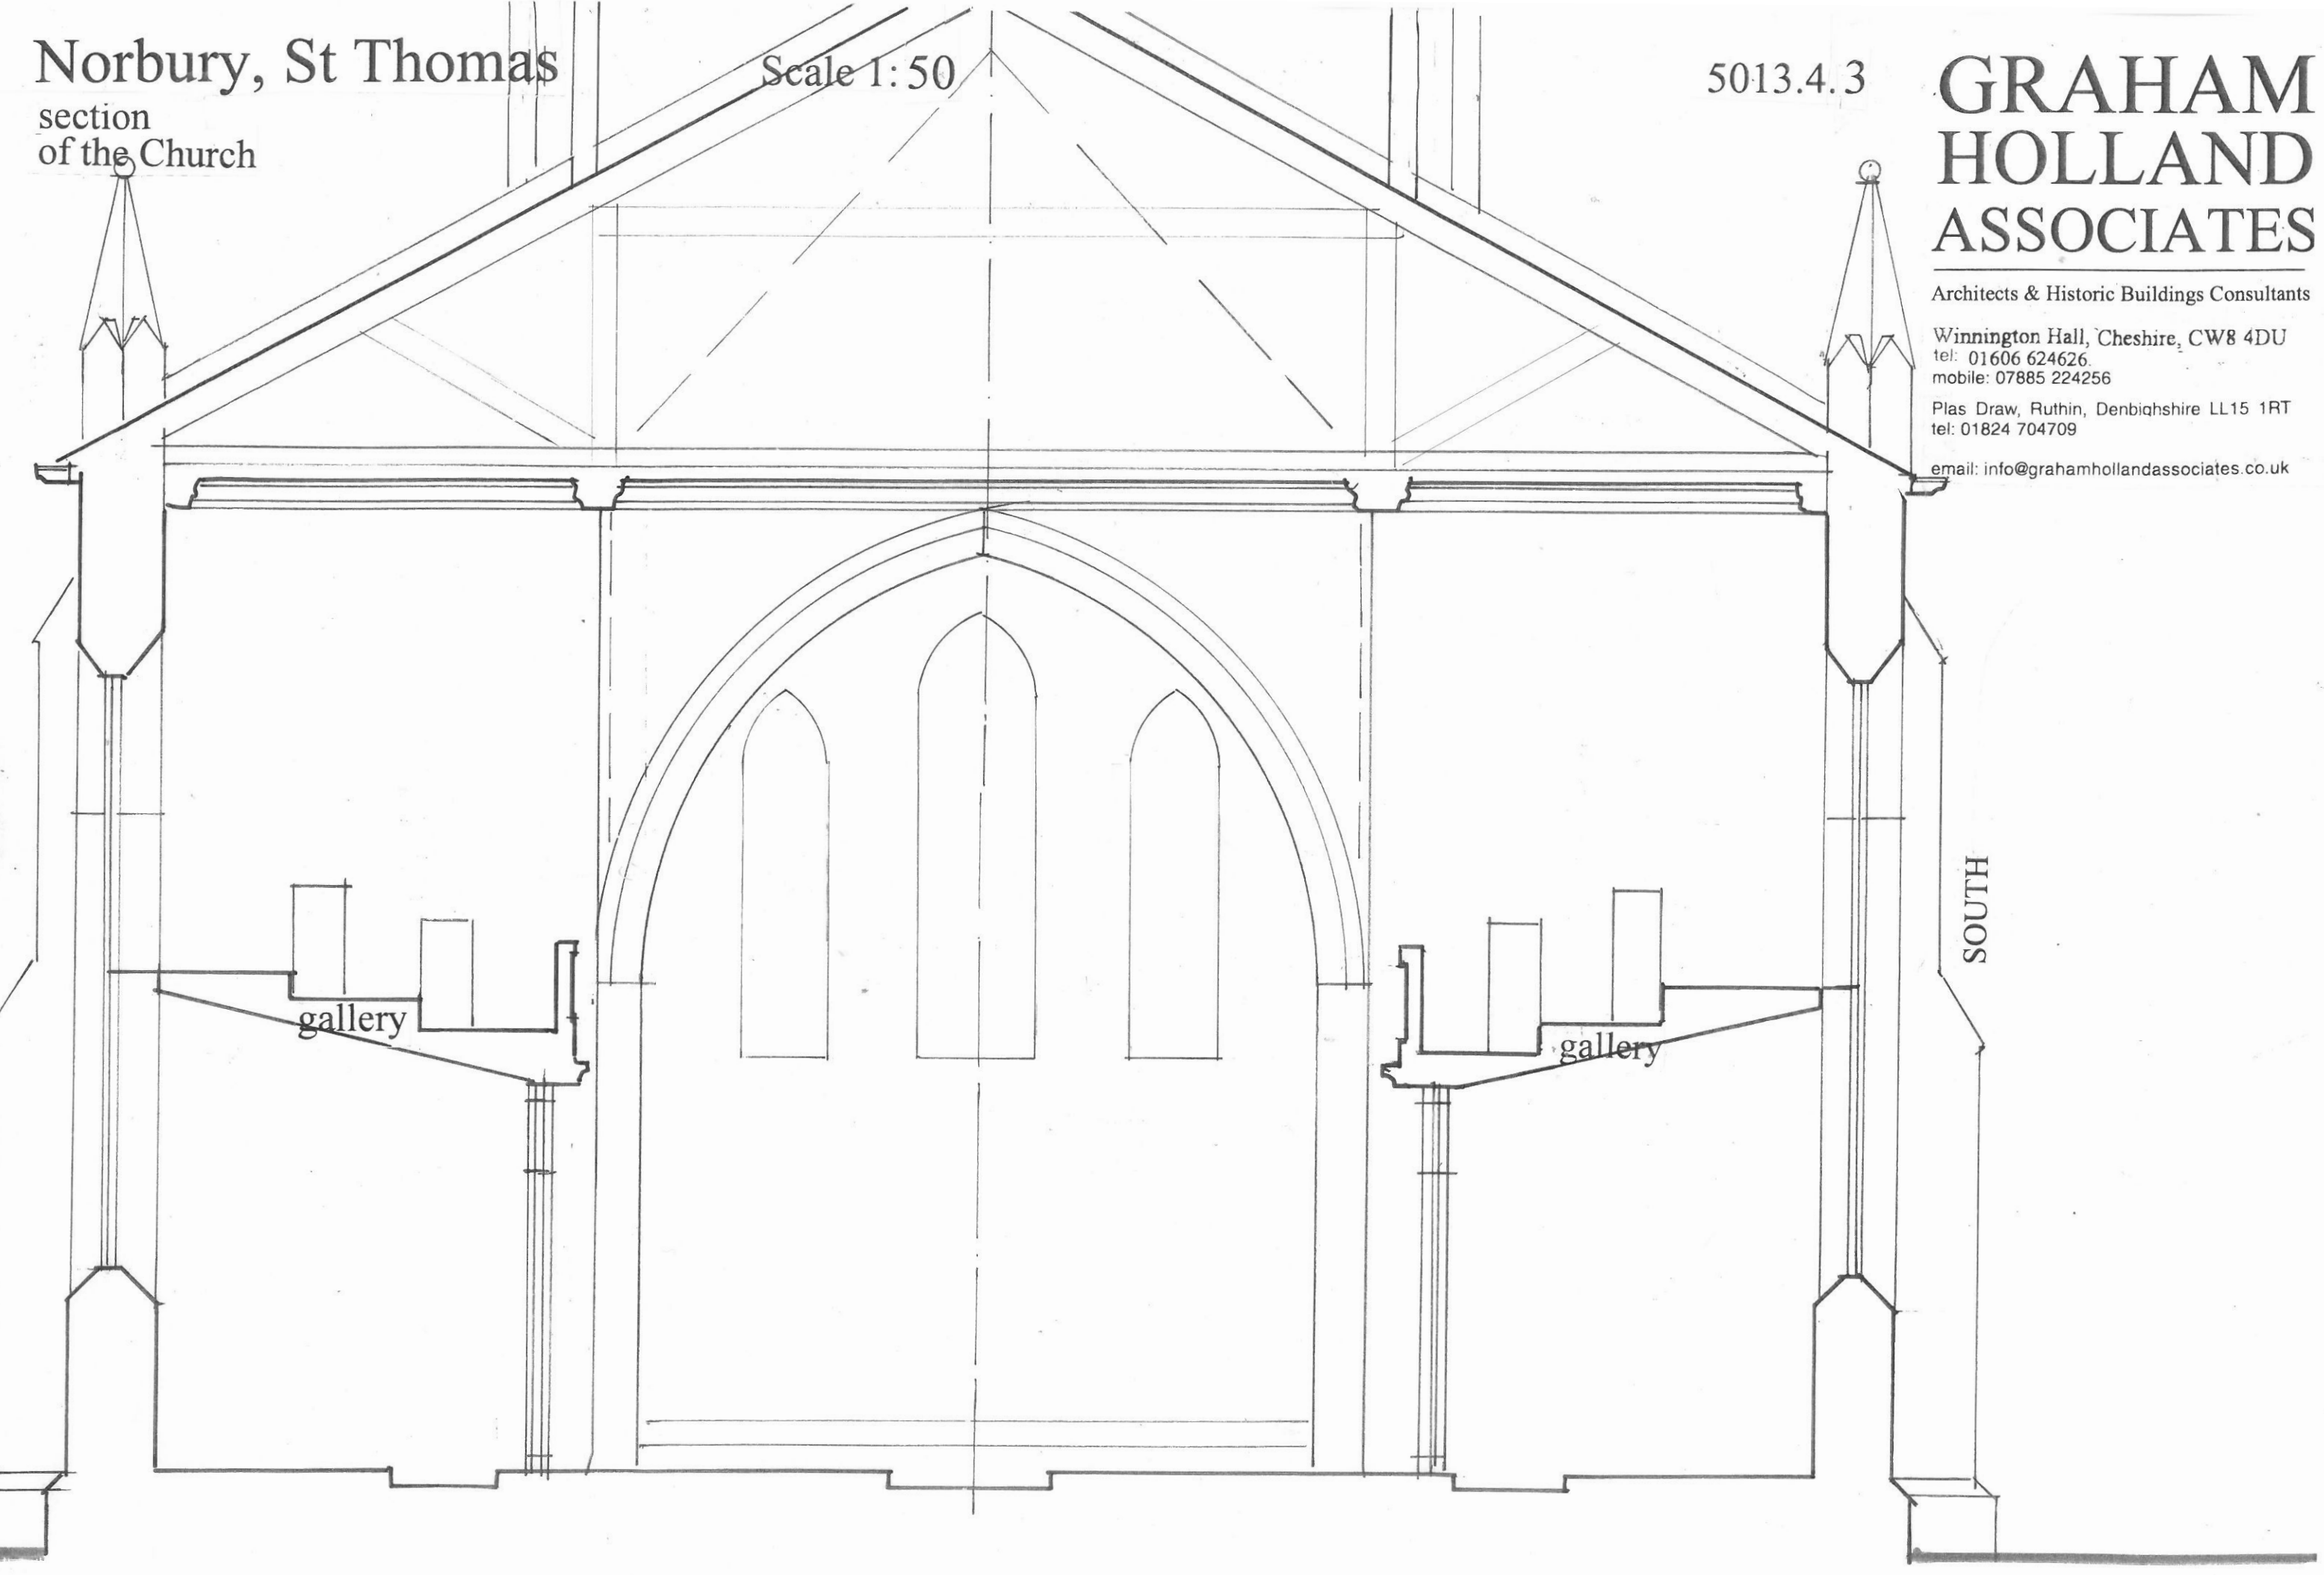 Norbury, St Thomas
section
of the Church
Scale 1:50
5013.4.3
GRAHAM
HOLLAND
ASSOCIATES
Architects & Historic Buildings Consultants
Winnington Hall, Cheshire, CW8 4DU
tel: 01606 624626.
mobile: 07885 224256
Plas Draw, Ruthin, Denbighshire LL15 1RT
tel: 01824 704709
email: info@grahamhollandassociates.co.uk
SOUTH
gallery
gallery